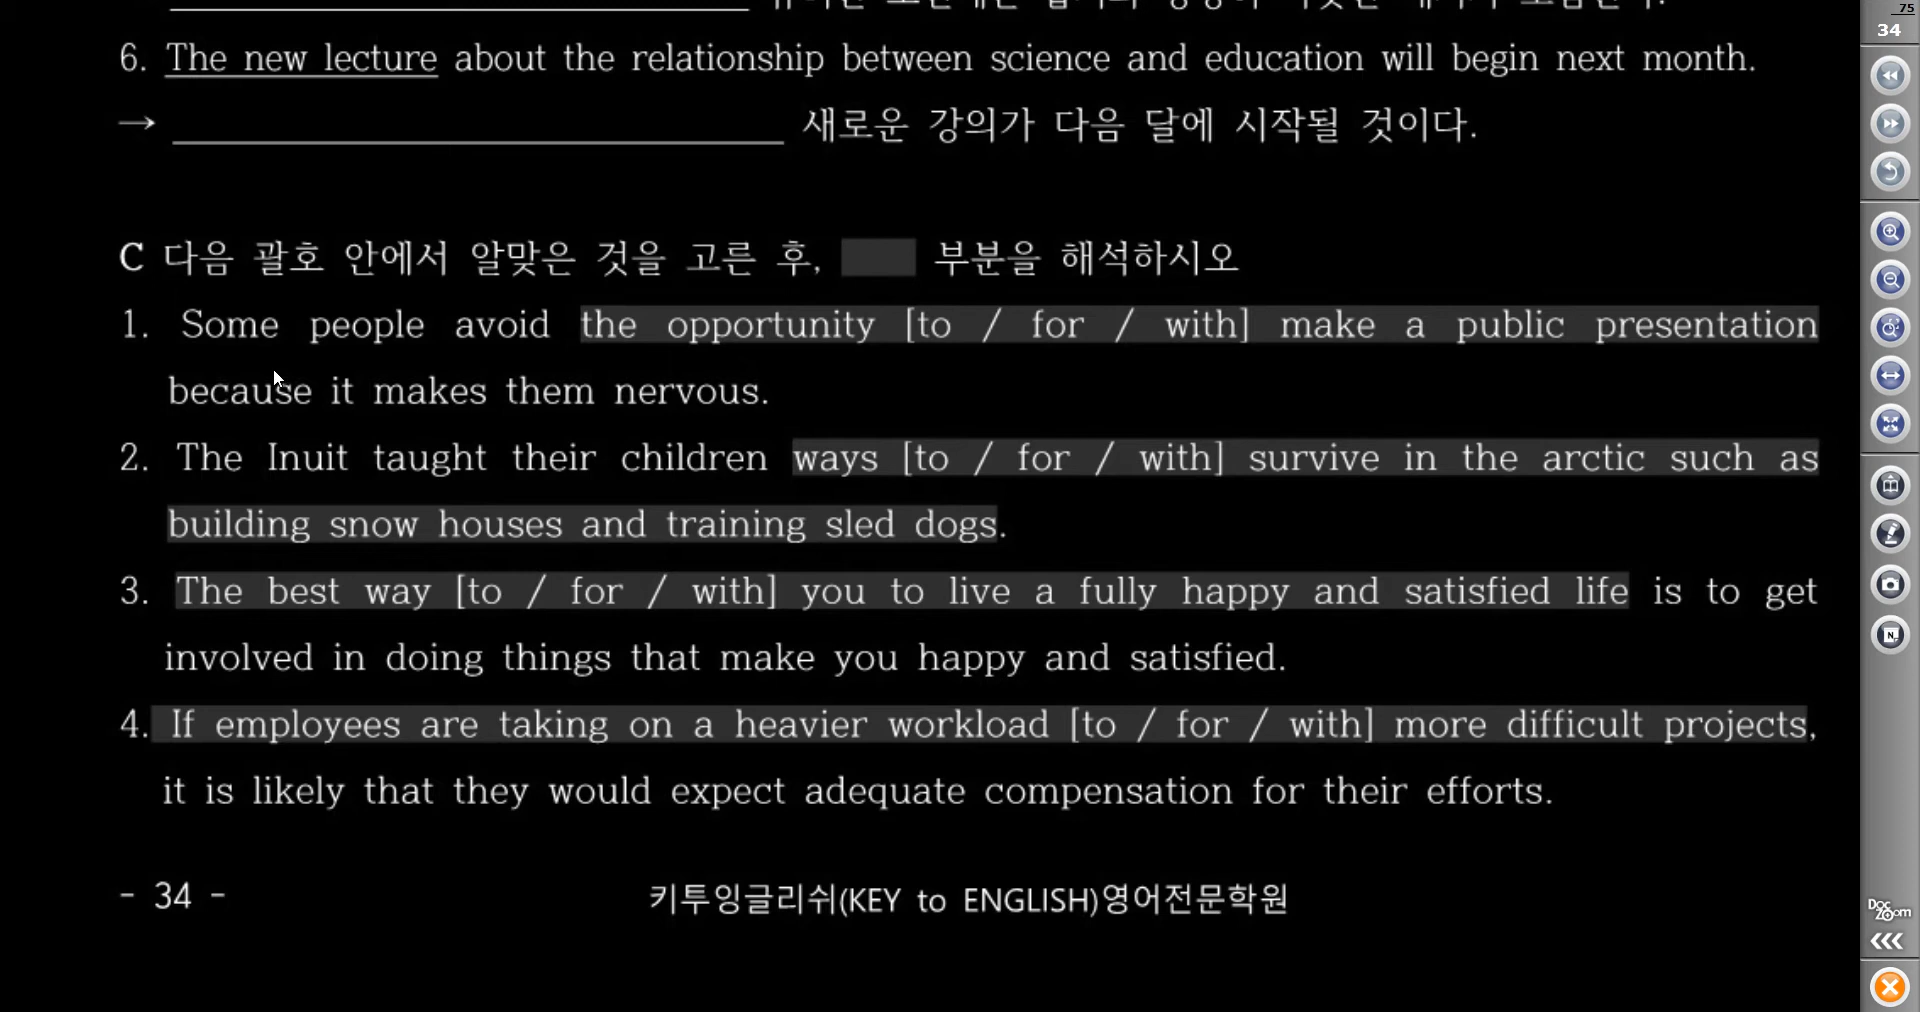 75
34
6. The new lecture about the relationship between science and education will begin next month.
→ ____ 새로운 강의가 다음 달에 시작될 것이다.
C 다음 괄호 안에서 알맞은 것을 고른 후, 부분을 해석하시오
1. Some people avoid the opportunity [to / for / with] make a public presentation
because it makes them nervous.
2. The Inuit taught their children ways [to / for / with] survive in the arctic such as
building snow houses and training sled dogs.
3. The best way [to / for / with] you to live a fully happy and satisfied life is to get
involved in doing things that make you happy and satisfied.
4. If employees are taking on a heavier workload [to / for / with] more difficult projects,
it is likely that they would expect adequate compensation for their efforts.
- 34 -
키투잉글리쉬(KEY to ENGLISH)영어전문학원
Doc
Zoom